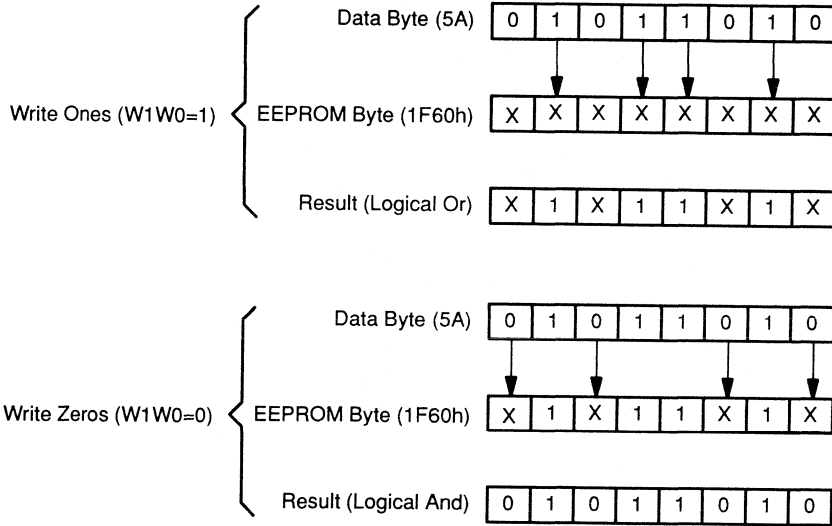 Data Byte (5A) 0 1 0 1 1 0 1 0
Write Ones (W1W0=1) EEPROM Byte (1F60h) X X X X X X X X
Result (Logical Or) X 1 X 1 1 X 1 X
Data Byte (5A) 0 1 0 1 1 0 1 0
Write Zeros (W1W0=0) EEPROM Byte (1F60h) X 1 X 1 1 X 1 X
Result (Logical And) 0 1 0 1 1 0 1 0